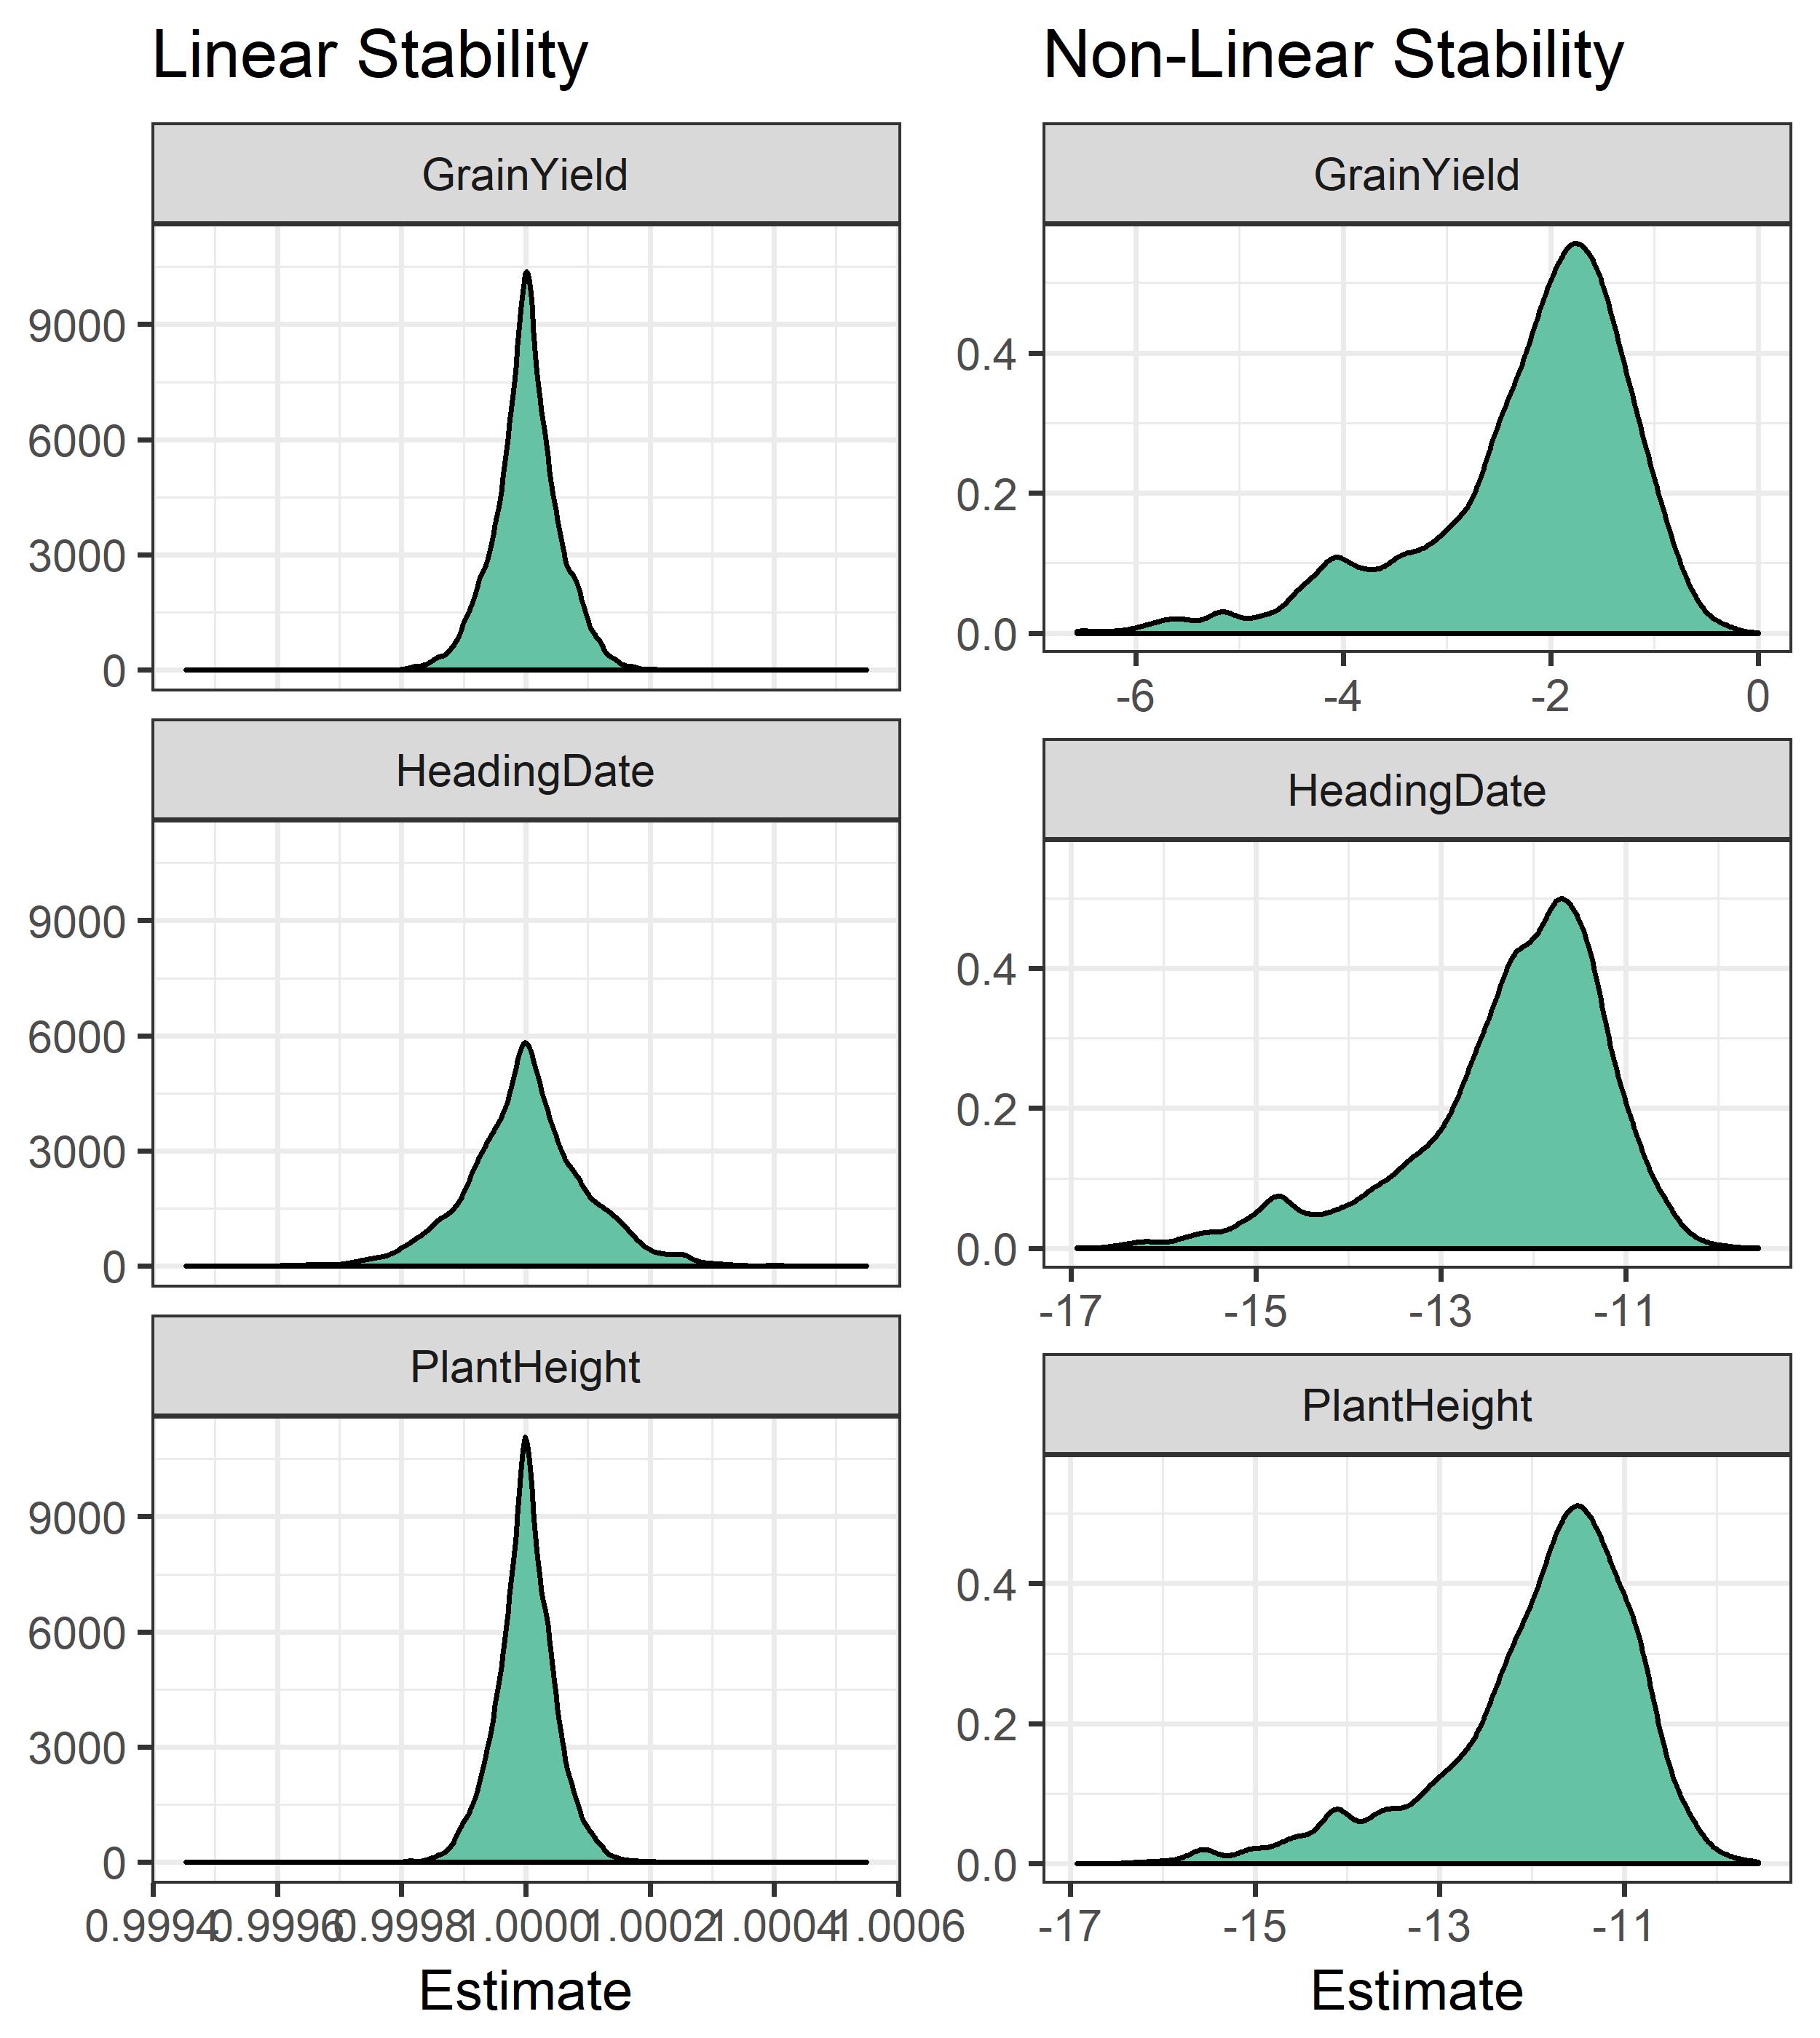 Linear Stability
GrainYield
9000
6000
3000
0
HeadingDate
9000
6000
3000
0
PlantHeight
9000
6000
3000
0
0.9994 0.9996 0.9998 1.0000 1.0002 1.0004 1.0006
Estimate
Non-Linear Stability
GrainYield
0.4
0.2
0.0
-6 -4 -2 0
HeadingDate
0.4
0.2
0.0
-17 -15 -13 -11
PlantHeight
0.4
0.2
0.0
-17 -15 -13 -11
Estimate